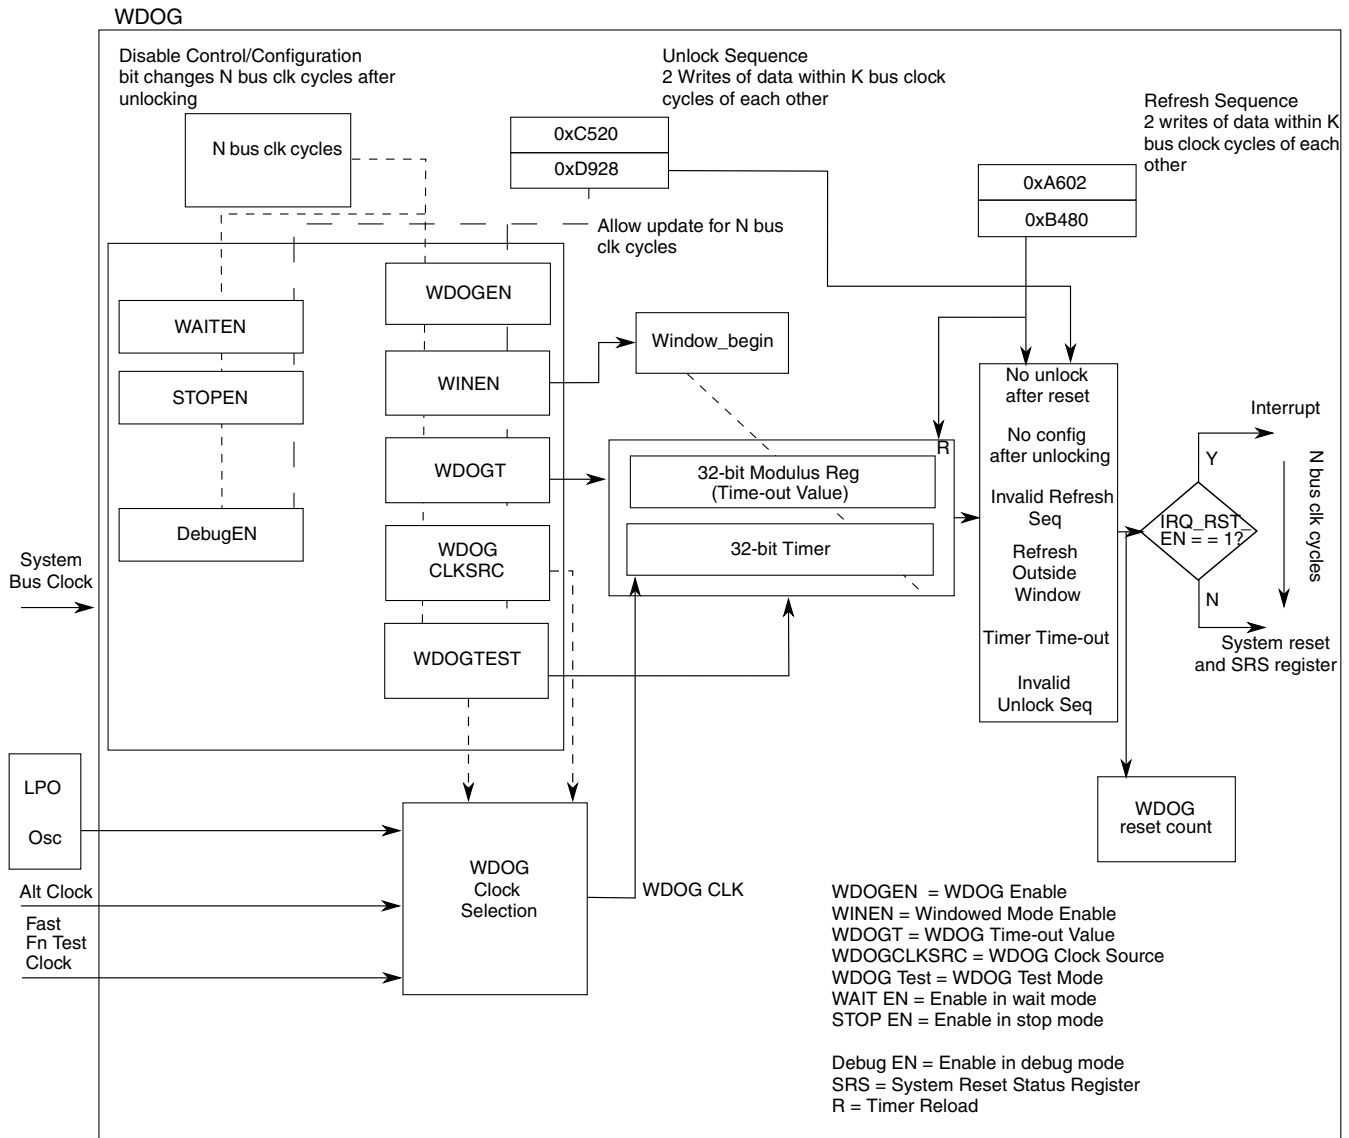 WDOG
Disable Control/Configuration
bit changes N bus clk cycles after
unlocking
N bus clk cycles
Unlock Sequence
2 Writes of data within K bus clock
cycles of each other
0xC520
0xD928
Allow update for N bus
clk cycles
Refresh Sequence
2 writes of data within K
bus clock cycles of each
other
0xA602
0xB480
WDOGEN
WAITEN
WINEN
STOPEN
WDOGT
DebugEN
WDOG
CLKSRC
WDOGTEST
System
Bus Clock
Window_begin
R
32-bit Modulus Reg
(Time-out Value)
32-bit Timer
No unlock
after reset
No config
after unlocking
Invalid Refresh
Seq
Refresh
Outside
Window
Timer Time-out
Invalid
Unlock Seq
Interrupt
Y
IRQ_RST_
EN = = 1?
N
N bus clk cycles
System reset
and SRS register
WDOG
reset count
LPO
Osc
Alt Clock
Fast
Fn Test
Clock
WDOG
Clock
Selection
WDOG CLK
WDOGEN = WDOG Enable
WINEN = Windowed Mode Enable
WDOGT = WDOG Time-out Value
WDOGCLKSRC = WDOG Clock Source
WDOG Test = WDOG Test Mode
WAIT EN = Enable in wait mode
STOP EN = Enable in stop mode
Debug EN = Enable in debug mode
SRS = System Reset Status Register
R = Timer Reload